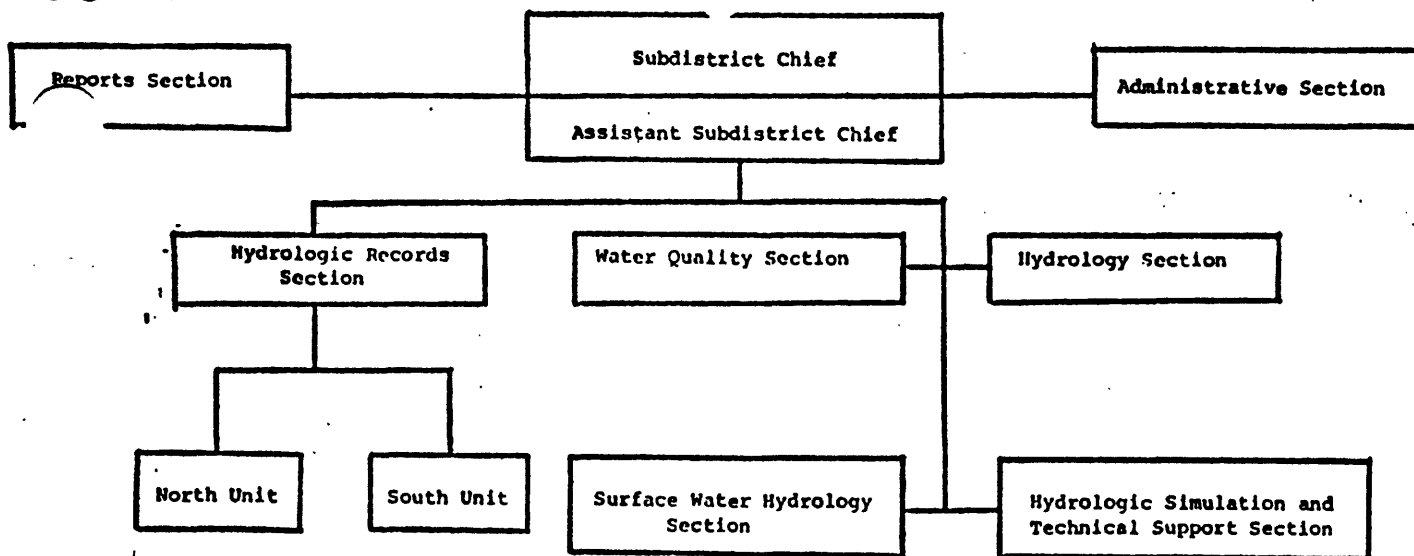 Subdistrict Chief
Reports Section
Administrative Section
Assistant Subdistrict Chief
Hydrologic Records
Section
Water Quality Section
Hydrology Section
North Unit
South Unit
Surface Water Hydrology
Section
Hydrologic Simulation and
Technical Support Section